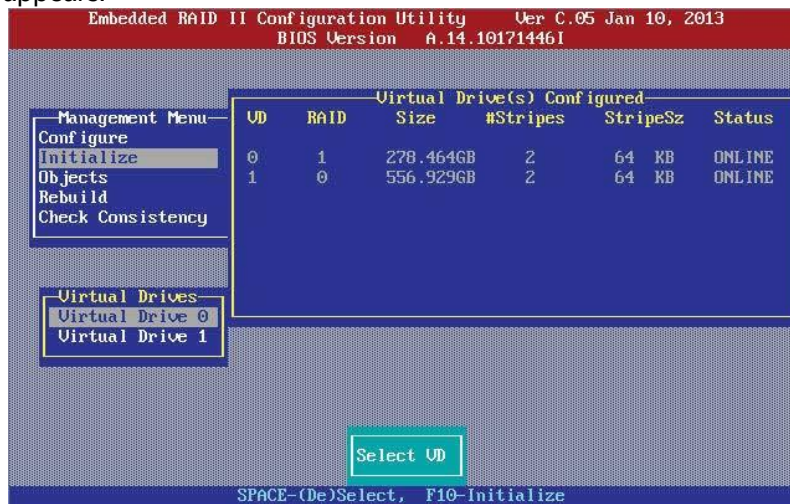 appears.
Embedded RAID II Configuration Utility Ver C.05 Jan 10, 2013
BIOS Version A.14.10171446I
Virtual Drive(s) Configured
VD RAID Size #Stripes StripeSz Status
0 1 278.464GB 2 64 KB ONLINE
1 0 556.929GB 2 64 KB ONLINE
Management Menu
Configure
Initialize
Objects
Rebuild
Check Consistency
Virtual Drives
Virtual Drive 0
Virtual Drive 1
Select VD
SPACE-(De)Select, F10-Initialize